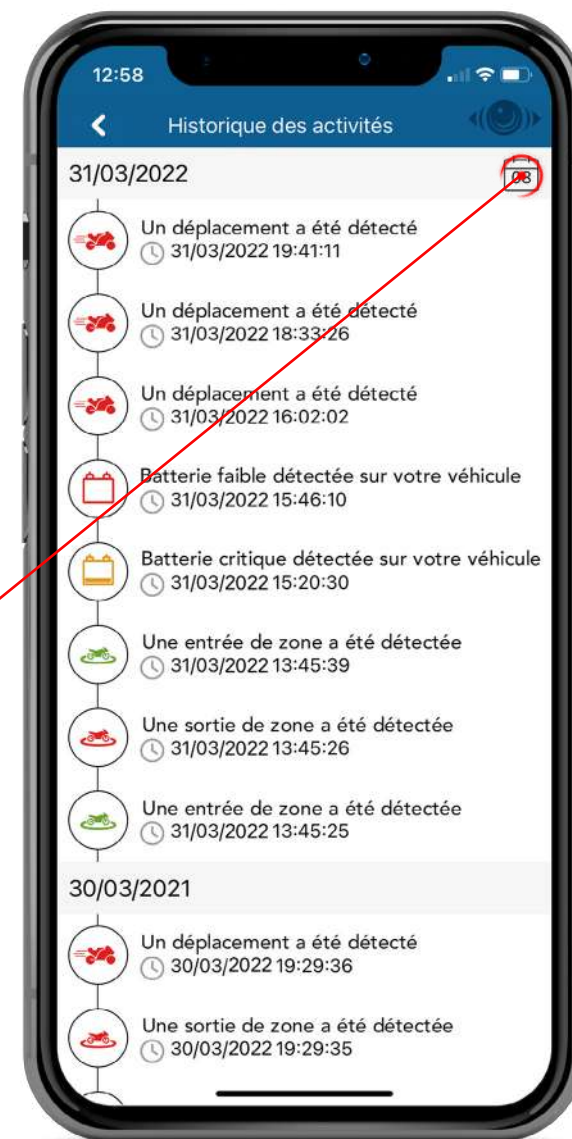 12:58
Historique des activités
31/03/2022
08
Un déplacement a été détecté
31/03/2022 19:41:11
Un déplacement a été détecté
31/03/2022 18:33:26
Un déplacement a été détecté
31/03/2022 16:02:02
Batterie faible détectée sur votre véhicule
31/03/2022 15:46:10
Batterie critique détectée sur votre véhicule
31/03/2022 15:20:30
Une entrée de zone a été détectée
31/03/2022 13:45:39
Une sortie de zone a été détectée
31/03/2022 13:45:26
Une entrée de zone a été détectée
31/03/2022 13:45:25
30/03/2021
Un déplacement a été détecté
30/03/2022 19:29:36
Une sortie de zone a été détectée
30/03/2022 19:29:35